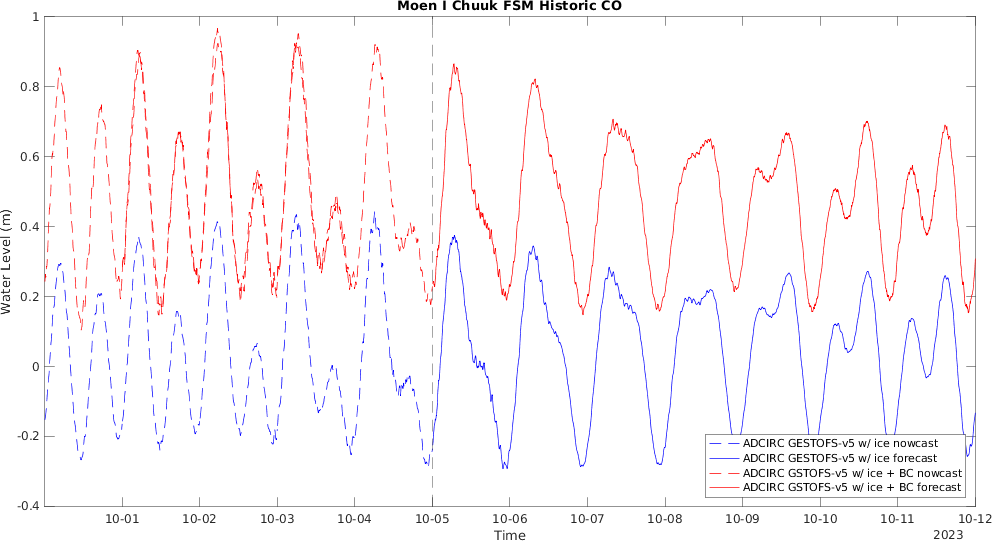 Moen I Chuuk FSM Historic CO
1
0.8
0.6
0.4
0.2
0
-0.2
-0.4
Water Level (m)
ADCIRC GESTOFS-v5 w/ ice nowcast
ADCIRC GESTOFS-v5 w/ ice forecast
ADCIRC GSTOFS-v5 w/ ice + BC nowcast
ADCIRC GSTOFS-v5 w/ ice + BC forecast
10-01 10-02 10-03 10-04 10-05 10-06 10-07 10-08 10-09 10-10 10-11 10-12
Time
2023